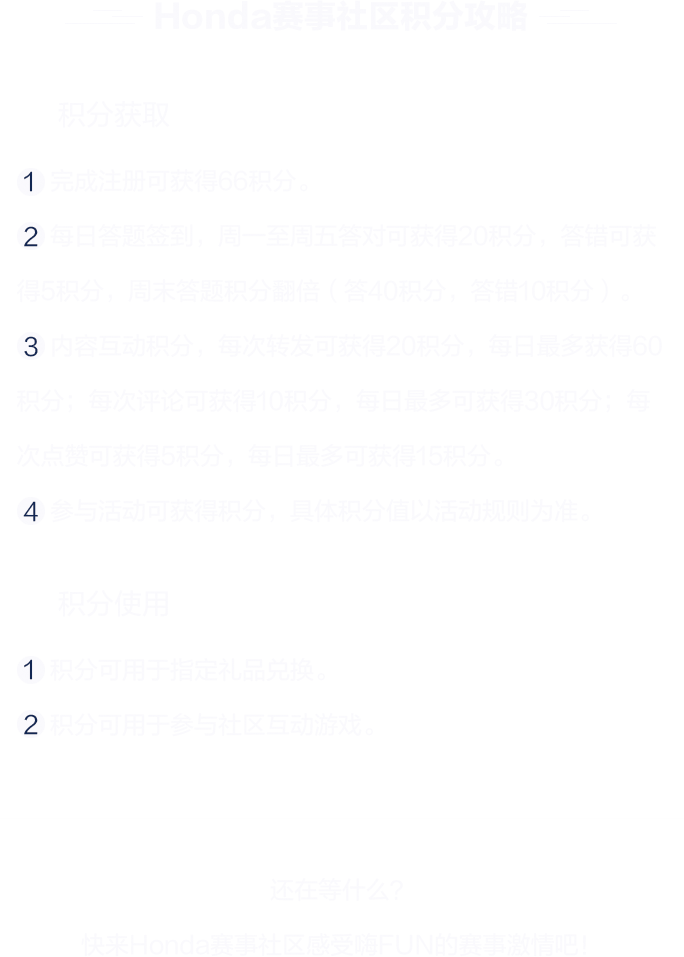 Honda赛事社区积分攻略
积分获取
1 完成注册可获得66积分。
2 每日答题签到，周一至周五答对可获得20积分，答错可获
得5积分，周末答题积分翻倍（答40积分，答错10积分）。
3 内容互动积分，每次转发可获得20积分，每日最多获得60
积分；每次评论可获得10积分，每日最多可获得30积分；每
次点赞可获得5积分，每日最多可获得15积分。
4 参与活动可获得积分，具体积分值以活动规则为准。
积分使用
1 积分可用于指定礼品兑换。
2 积分可用于参与社区互动游戏。
还在等什么？
快来Honda赛事社区感受嗨FUN的赛事激情吧！